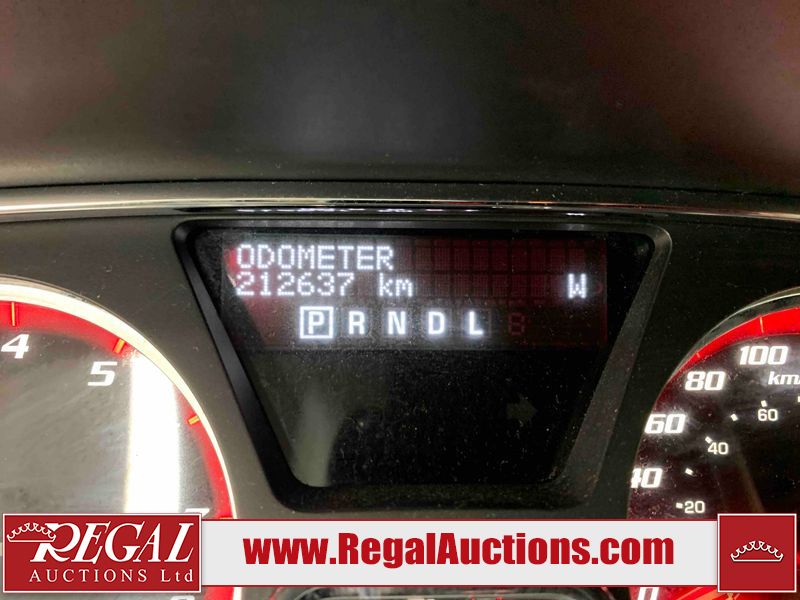 ODOMETER
212637 km
W
P R N D L
4
5
100
80
km/
60
60
40
40
20
REGAL
AUCTIONS Ltd
www.RegalAuctions.com